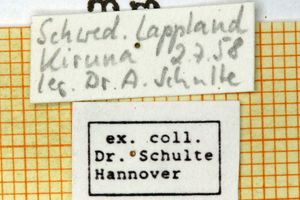 Schwed. Lappland
Kiruna 2.7.58
leg. Dr. A. Schulte
ex. coll.
Dr. Schulte
Hannover